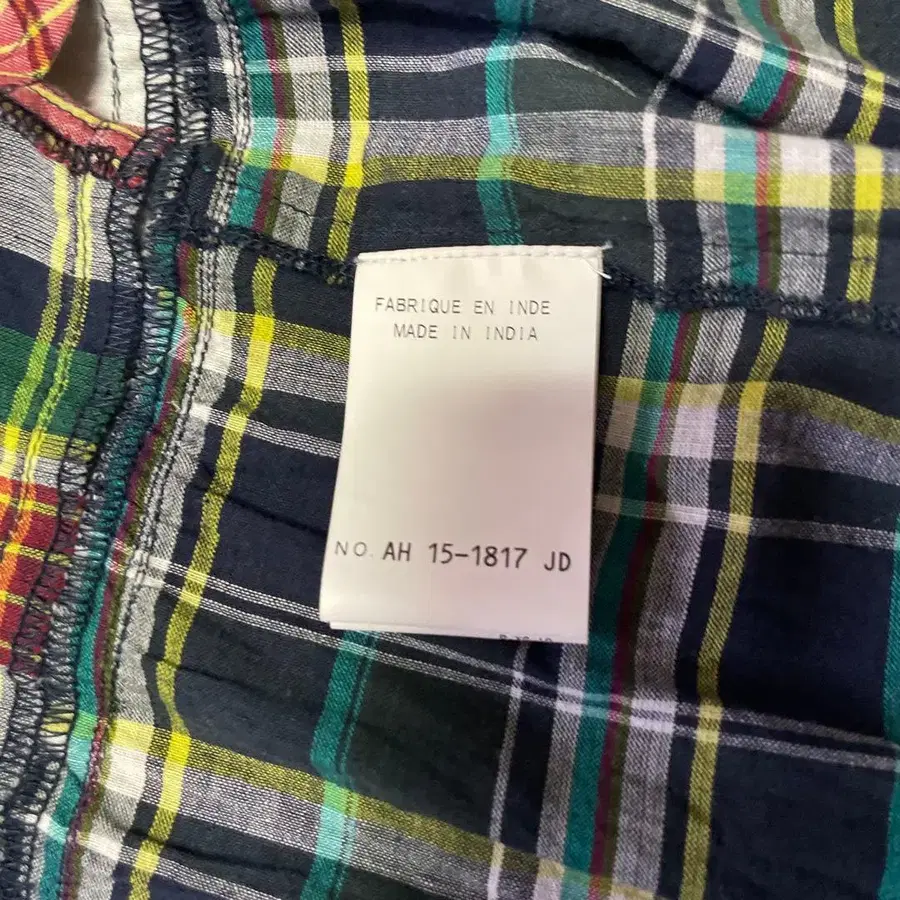 FABRIQUE EN INDE
MADE IN INDIA
NO. AH 15-1817 JD